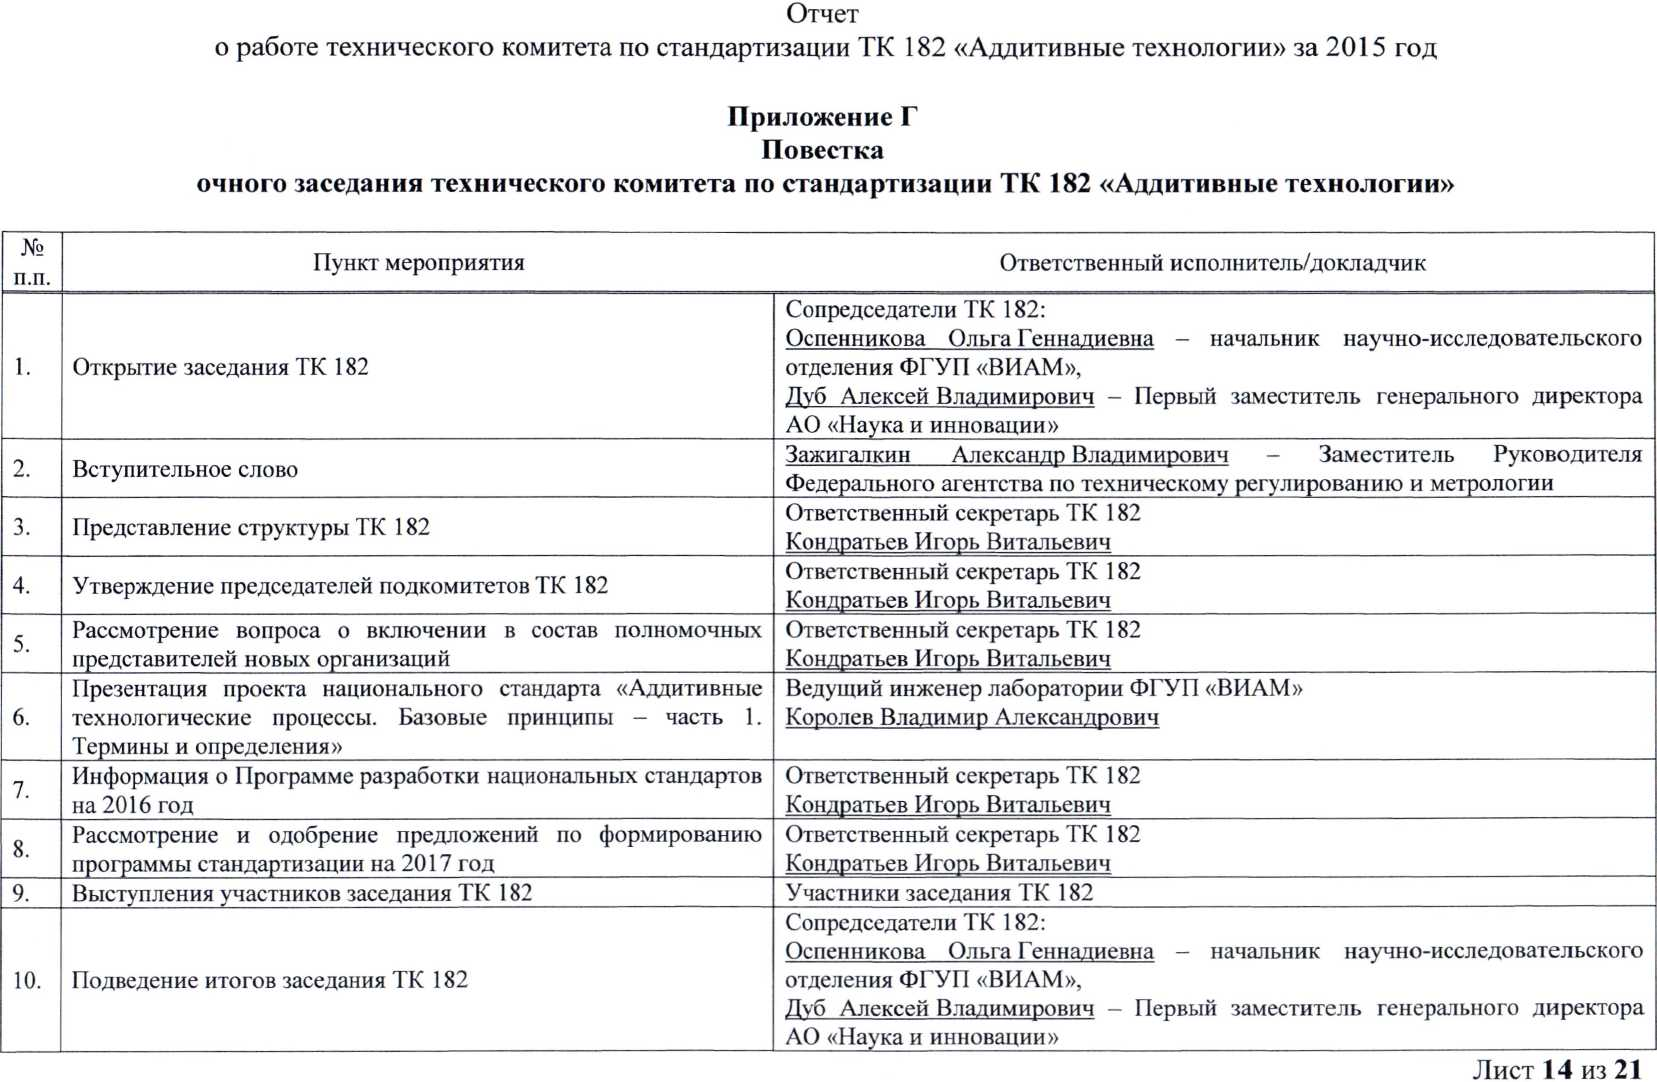 Отчет
о работе технического комитета по стандартизации ТК 182 «Аддитивные технологии» за 2015 год
Приложение Г
Повестка
очного заседания технического комитета по стандартизации ТК 182 «Аддитивные технологии»
№
п.п.
Пункт мероприятия
Ответственный исполнитель/докладчик
1.
Открытие заседания ТК 182
Сопредседатели ТК 182:
Оспенникова Ольга Геннадиевна – начальник научно-исследовательского
отделения ФГУП «ВИАМ»,
Дуб Алексей Владимирович – Первый заместитель генерального директора
АО «Наука и инновации»
2.
Вступительное слово
Зажигалкин Александр Владимирович – Заместитель Руководителя
Федерального агентства по техническому регулированию и метрологии
3.
Представление структуры ТК 182
Ответственный секретарь ТК 182
Кондратьев Игорь Витальевич
4.
Утверждение председателей подкомитетов ТК 182
Ответственный секретарь ТК 182
Кондратьев Игорь Витальевич
5.
Рассмотрение вопроса о включении в состав полномочных
представителей новых организаций
Ответственный секретарь ТК 182
Кондратьев Игорь Витальевич
6.
Презентация проекта национального стандарта «Аддитивные
технологические процессы. Базовые принципы – часть 1.
Термины и определения»
Ведущий инженер лаборатории ФГУП «ВИАМ»
Королев Владимир Александрович
7.
Информация о Программе разработки национальных стандартов
на 2016 год
Ответственный секретарь ТК 182
Кондратьев Игорь Витальевич
8.
Рассмотрение и одобрение предложений по формированию
программы стандартизации на 2017 год
Ответственный секретарь ТК 182
Кондратьев Игорь Витальевич
9.
Выступления участников заседания ТК 182
Участники заседания ТК 182
10.
Подведение итогов заседания ТК 182
Сопредседатели ТК 182:
Оспенникова Ольга Геннадиевна – начальник научно-исследовательского
отделения ФГУП «ВИАМ»,
Дуб Алексей Владимирович – Первый заместитель генерального директора
АО «Наука и инновации»
Лист 14 из 21